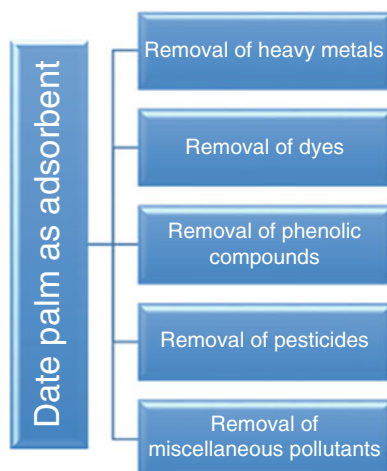 Date palm as adsorbent
Removal of heavy metals
Removal of dyes
Removal of phenolic
compounds
Removal of pesticides
Removal of
miscellaneous pollutants